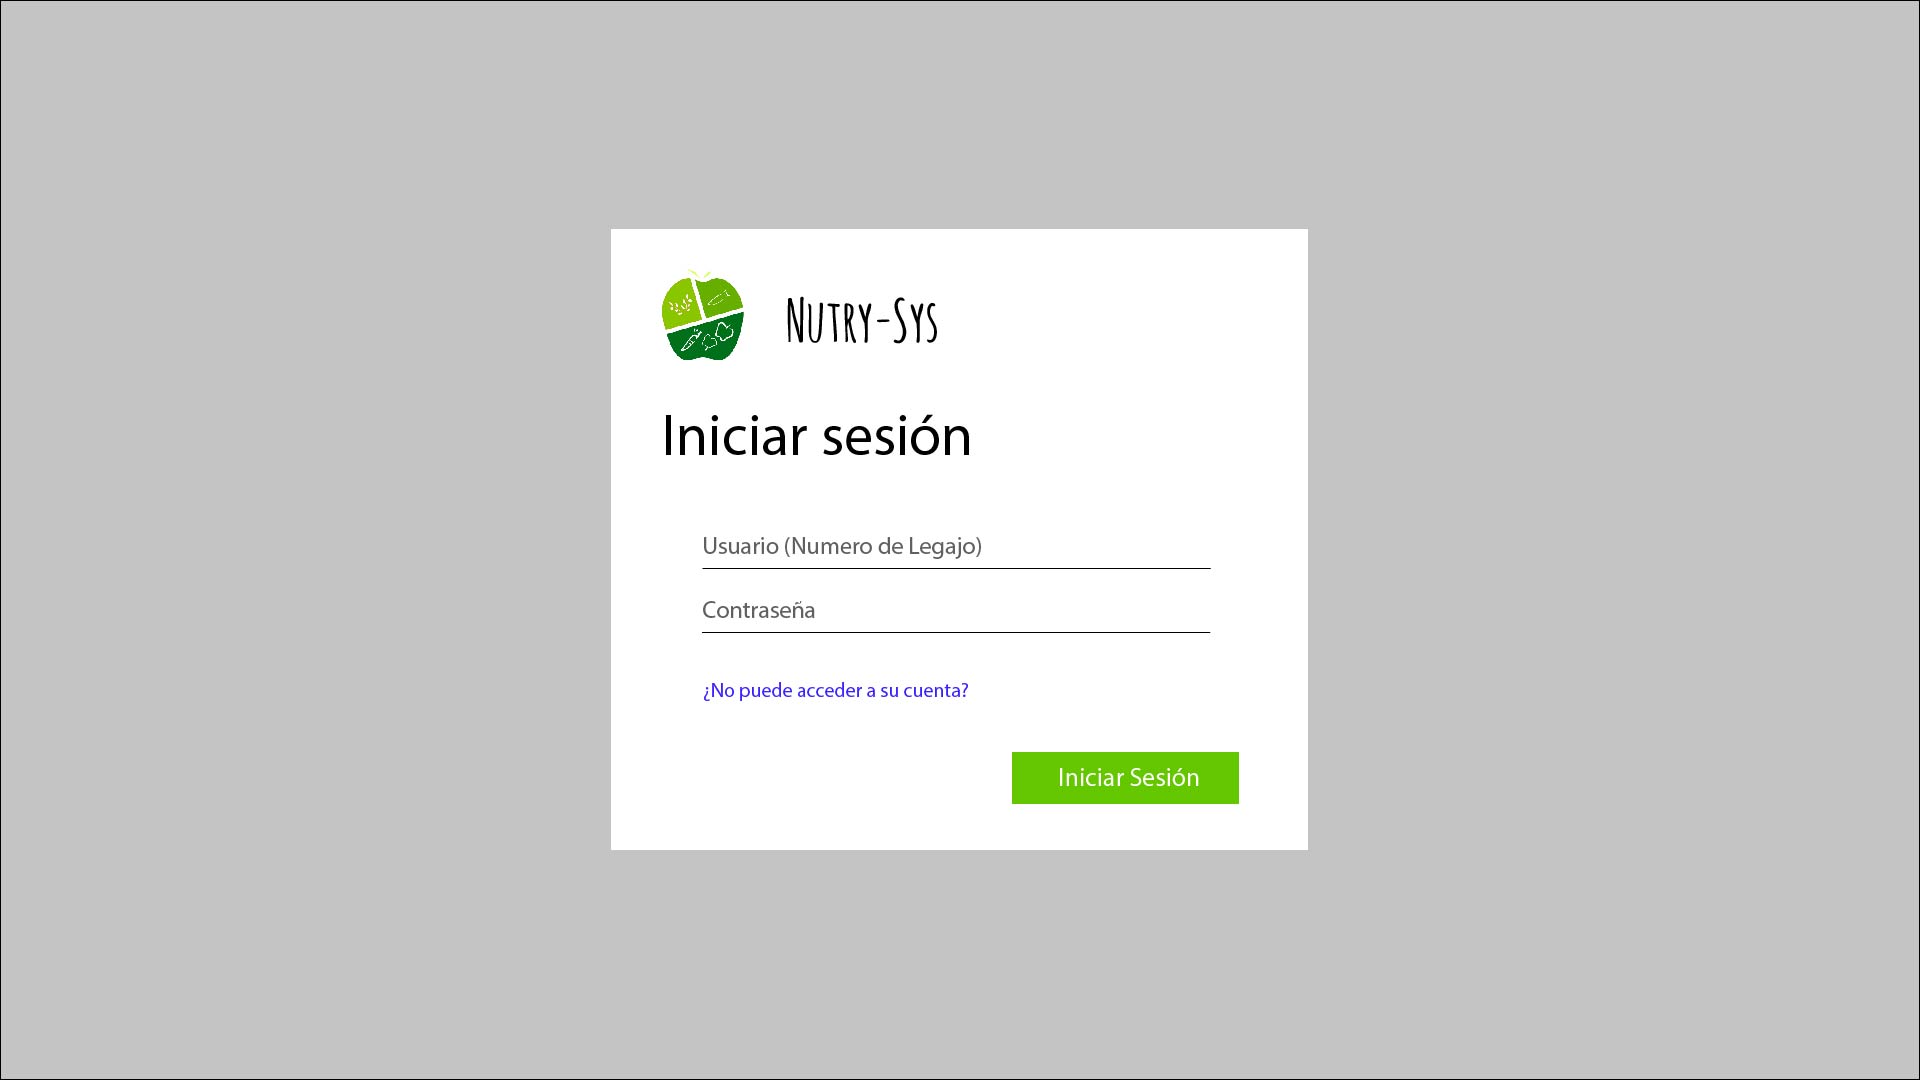 Nutry-Sys
Iniciar sesión
Usuario (Numero de Legajo)
Contraseña
¿No puede acceder a su cuenta?
Iniciar Sesión